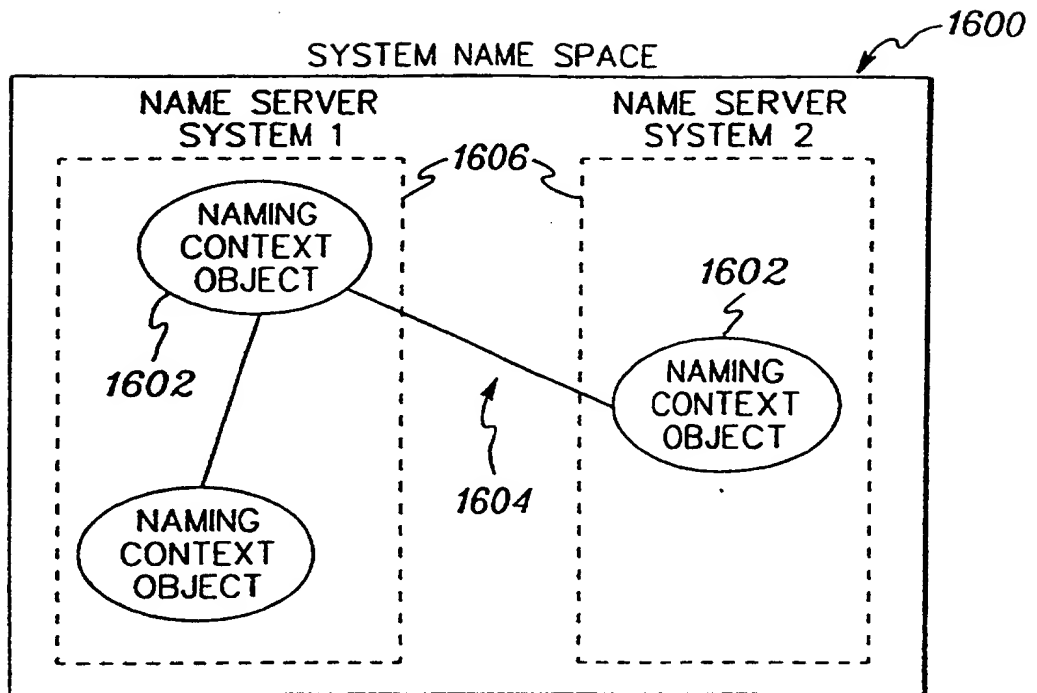 1600
SYSTEM NAME SPACE
NAME SERVER
SYSTEM 1
NAME SERVER
SYSTEM 2
1606
NAMING
CONTEXT
OBJECT
1602
1602
NAMING
CONTEXT
OBJECT
1604
NAMING
CONTEXT
OBJECT